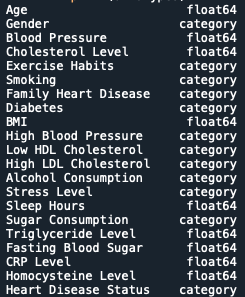 Age float64
Gender category
Blood Pressure float64
Cholesterol Level float64
Exercise Habits category
Smoking category
Family Heart Disease category
Diabetes category
BMI float64
High Blood Pressure category
Low HDL Cholesterol category
High LDL Cholesterol category
Alcohol Consumption category
Stress Level category
Sleep Hours float64
Sugar Consumption category
Triglyceride Level float64
Fasting Blood Sugar float64
CRP Level float64
Homocysteine Level float64
Heart Disease Status category